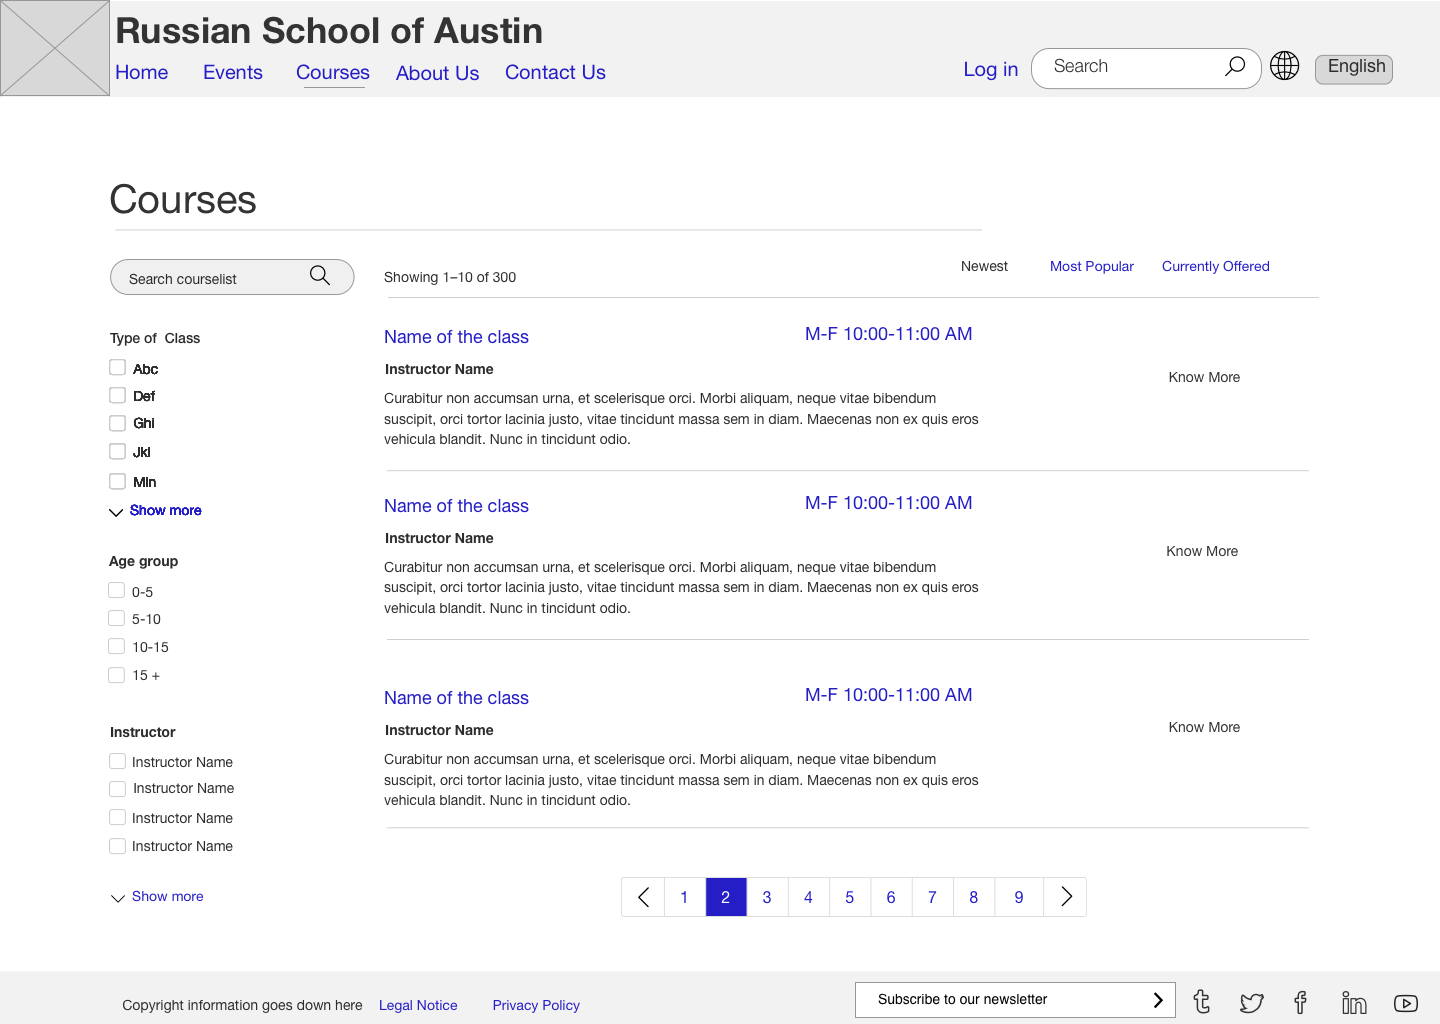 Russian School of Austin
Home Events Courses About Us Contact Us
Log in Search English
Courses
Search courselist
Showing 1–10 of 300
Newest Most Popular Currently Offered
Type of Class
Abc
Def
Ghi
Jkl
Mln
Show more
Age group
0-5
5-10
10-15
15 +
Instructor
Instructor Name
Instructor Name
Instructor Name
Instructor Name
Show more
Name of the class M-F 10:00-11:00 AM
Instructor Name
Know More
Curabitur non accumsan urna, et scelerisque orci. Morbi aliquam, neque vitae bibendum
suscipit, orci tortor lacinia justo, vitae tincidunt massa sem in diam. Maecenas non ex quis eros
vehicula blandit. Nunc in tincidunt odio.
Name of the class M-F 10:00-11:00 AM
Instructor Name
Know More
Curabitur non accumsan urna, et scelerisque orci. Morbi aliquam, neque vitae bibendum
suscipit, orci tortor lacinia justo, vitae tincidunt massa sem in diam. Maecenas non ex quis eros
vehicula blandit. Nunc in tincidunt odio.
Name of the class M-F 10:00-11:00 AM
Instructor Name
Know More
Curabitur non accumsan urna, et scelerisque orci. Morbi aliquam, neque vitae bibendum
suscipit, orci tortor lacinia justo, vitae tincidunt massa sem in diam. Maecenas non ex quis eros
vehicula blandit. Nunc in tincidunt odio.
1 2 3 4 5 6 7 8 9
Copyright information goes down here Legal Notice Privacy Policy
Subscribe to our newsletter